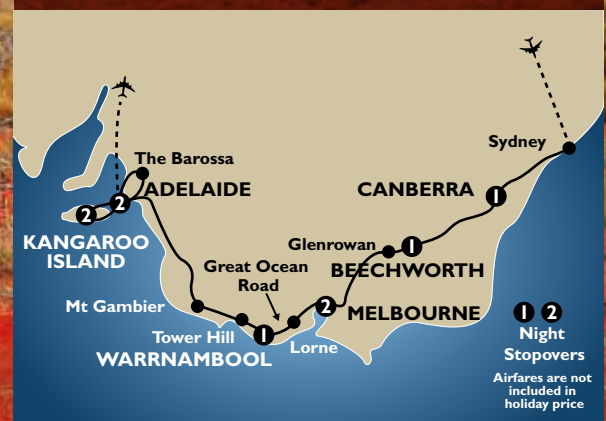 Sydney
The Barossa
ADELAIDE
CANBERRA
1
2
2
KANGAROO
ISLAND
Glenrowan
1
BEECHWORTH
Great Ocean
Road
Mt Gambier
2
MELBOURNE
Tower Hill
1
Lorne
WARRNAMBOOL
1 2
Night
Stopovers
Airfares are not
included in
holiday price